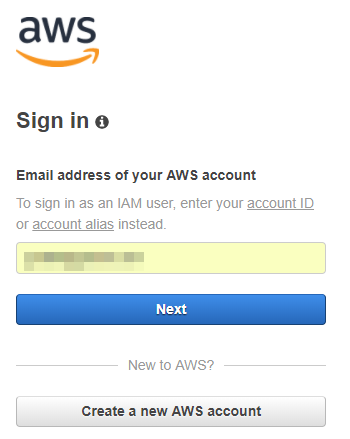 aws
Sign in
Email address of your AWS account
To sign in as an IAM user, enter your account ID
or account alias instead.
Next
New to AWS?
Create a new AWS account